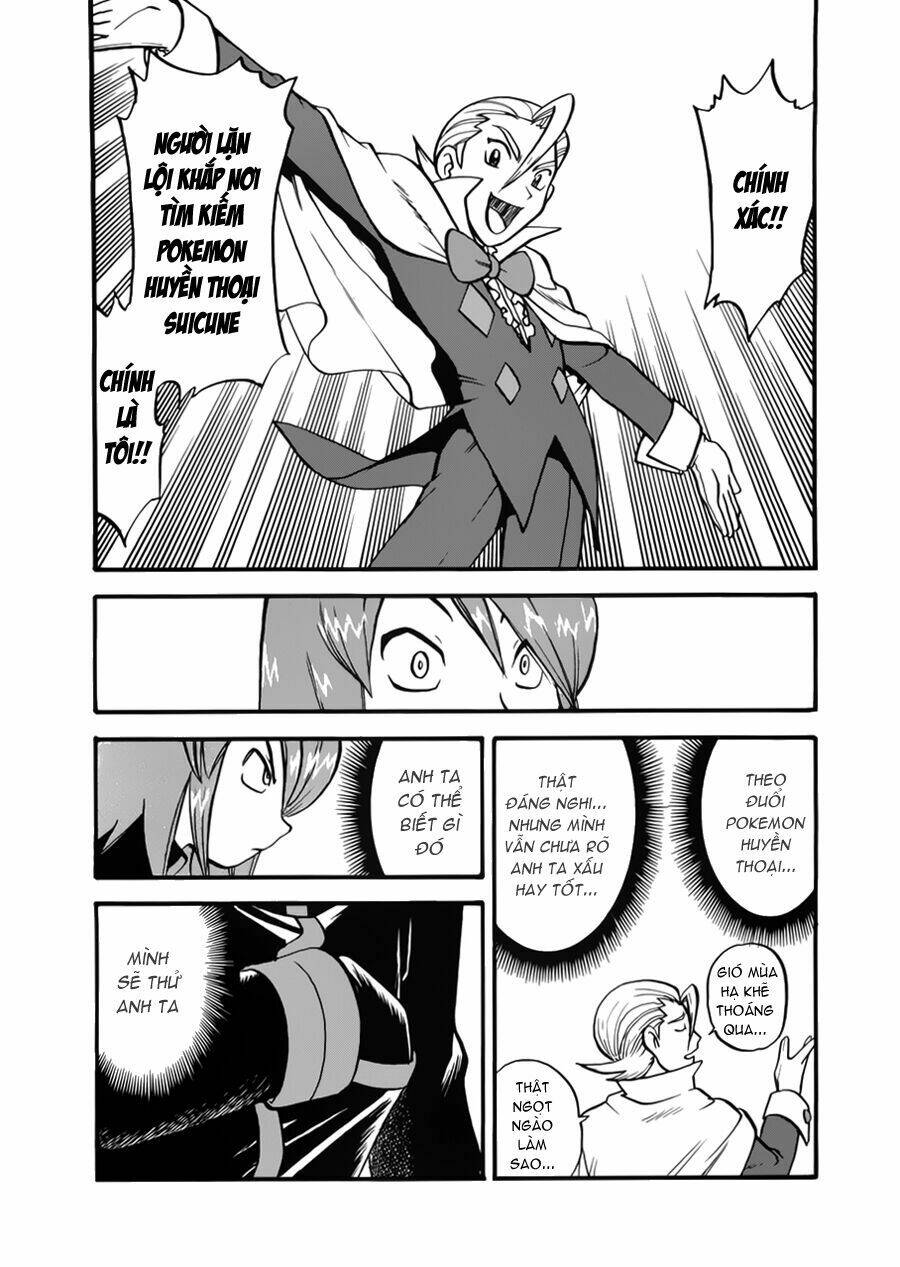 CHÍNH
XÁC!!
NGƯỜI LẶN
LỘI KHẮP NƠI
TÌM KIẾM
POKEMON
HUYỀN THOẠI
SUICUNE
CHÍNH
LÀ
TÔI!!
THEO
ĐUỔI
POKEMON
HUYỀN
THOẠI...
THẬT
ĐÁNG NGHI...
NHƯNG MÌNH
VẪN CHƯA RÕ
ANH TA XẤU
HAY TỐT...
GIÓ MÙA
HẠ KHẼ
THOÁNG
QUA...
THẬT
NGỌT
NGÀO
LÀM
SAO...
ANH TA
CÓ THỂ
BIẾT GÌ
ĐÓ
MÌNH
SẼ THỬ
ANH TA